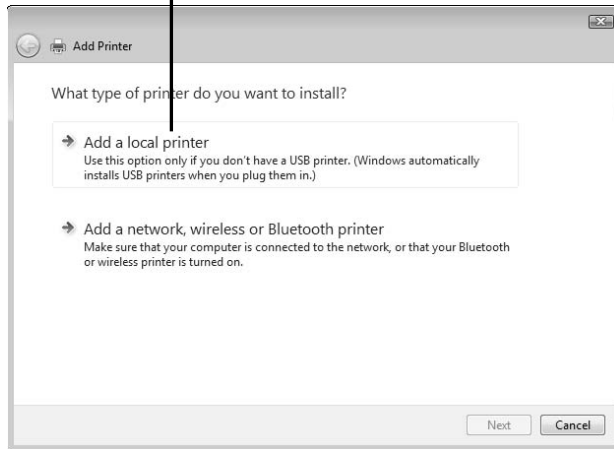 Add Printer
What type of printer do you want to install?
Add a local printer
Use this option only if you don't have a USB printer. (Windows automatically
installs USB printers when you plug them in.)
Add a network, wireless or Bluetooth printer
Make sure that your computer is connected to the network, or that your Bluetooth
or wireless printer is turned on.
Next
Cancel